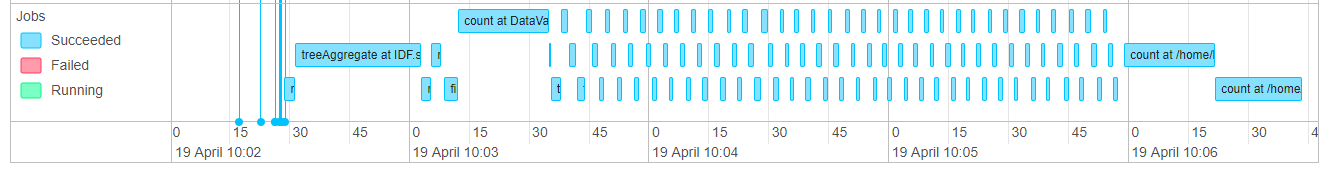 Jobs
Succeeded
Failed
Running
count at DataVa
treeAggregate at IDF.s
r
count at /home/l
r
r
fi
t
count at /home/
0 15 30 45 0 15 30 45 0 15 30 45 0 15 30 45 0 15 30 4
19 April 10:02 19 April 10:03 19 April 10:04 19 April 10:05 19 April 10:06